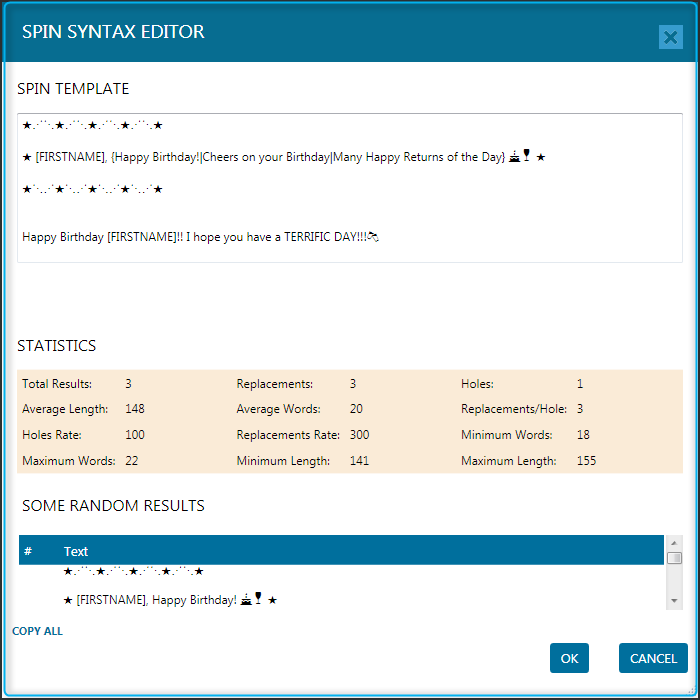 SPIN SYNTAX EDITOR
SPIN TEMPLATE
★.·´¯`·.★.·´¯`·.★.·´¯`·.★.·´¯`·.★
★ [FIRSTNAME], {Happy Birthday!|Cheers on your Birthday|Many Happy Returns of the Day} 🎂🍷 ★
★`·.,.·´★`·.,.·´★`·.,.·´★`·.,.·´★
Happy Birthday [FIRSTNAME]!! I hope you have a TERRIFIC DAY!!!
STATISTICS
Total Results: 3 Replacements: 3 Holes: 1
Average Length: 148 Average Words: 20 Replacements/Hole: 3
Holes Rate: 100 Replacements Rate: 300 Minimum Words: 18
Maximum Words: 22 Minimum Length: 141 Maximum Length: 155
SOME RANDOM RESULTS
# Text
★.·´¯`·.★.·´¯`·.★.·´¯`·.★.·´¯`·.★
★ [FIRSTNAME], Happy Birthday! 🎂🍷 ★
COPY ALL
OK CANCEL